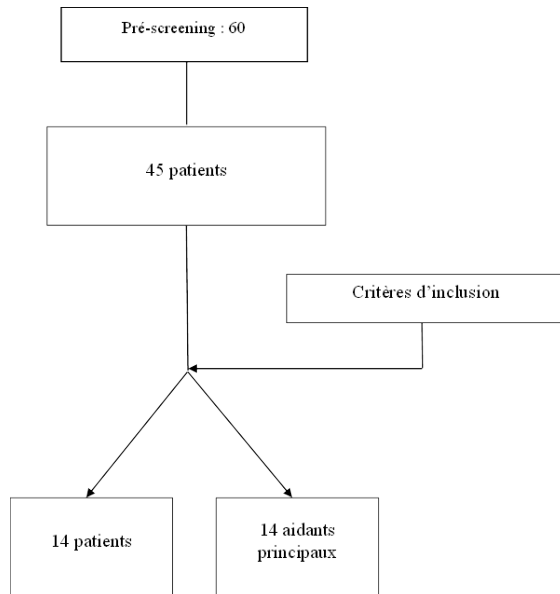 Pré-screening : 60
45 patients
Critères d'inclusion
14 patients
14 aidants
principaux